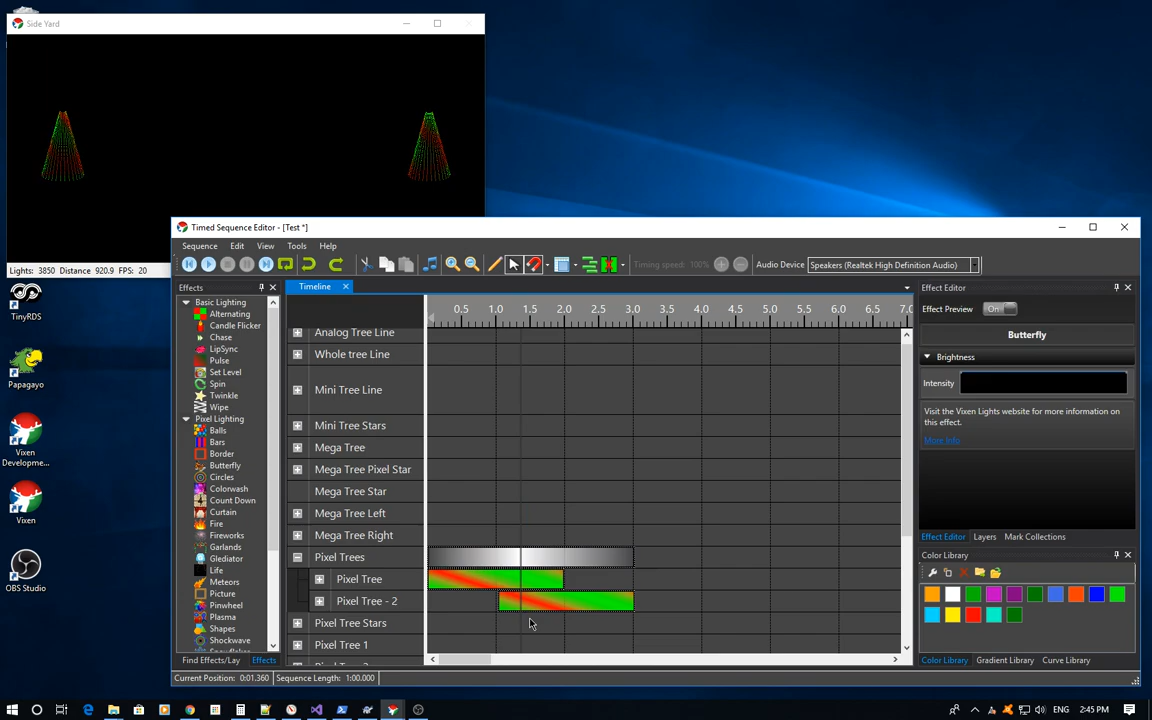 Side Yard
Lights: 3850 Distance 920.9 FPS: 20
TinyRDS
Papagayo
Vixen
Developme...
Vixen
OBS Studio
Timed Sequence Editor - [Test *]
Sequence Edit View Tools Help
Timing speed: 100% Audio Device Speakers (Realtek High Definition Audio)
Effects
Basic Lighting
Alternating
Candle Flicker
Chase
LipSync
Pulse
Set Level
Spin
Twinkle
Wipe
Pixel Lighting
Balls
Bars
Border
Butterfly
Circles
Colorwash
Count Down
Curtain
Fire
Fireworks
Garlands
Glediator
Life
Meteors
Picture
Pinwheel
Plasma
Shapes
Shockwave
Find Effects/Lay Effects
Timeline
0.5 1.0 1.5 2.0 2.5 3.0 3.5 4.0 4.5 5.0 5.5 6.0 6.5 7.0
Analog Tree Line
Whole tree Line
Mini Tree Line
Mini Tree Stars
Mega Tree
Mega Tree Pixel Star
Mega Tree Star
Mega Tree Left
Mega Tree Right
Pixel Trees
Pixel Tree
Pixel Tree - 2
Pixel Tree Stars
Pixel Tree 1
Effect Editor
Effect Preview On
Butterfly
Brightness
Intensity
Visit the Vixen Lights website for more information on
this effect.
More Info
Effect Editor Layers Mark Collections
Color Library
Color Library Gradient Library Curve Library
Current Position: 0:01.360 Sequence Length: 1:00.000
ENG 2:45 PM